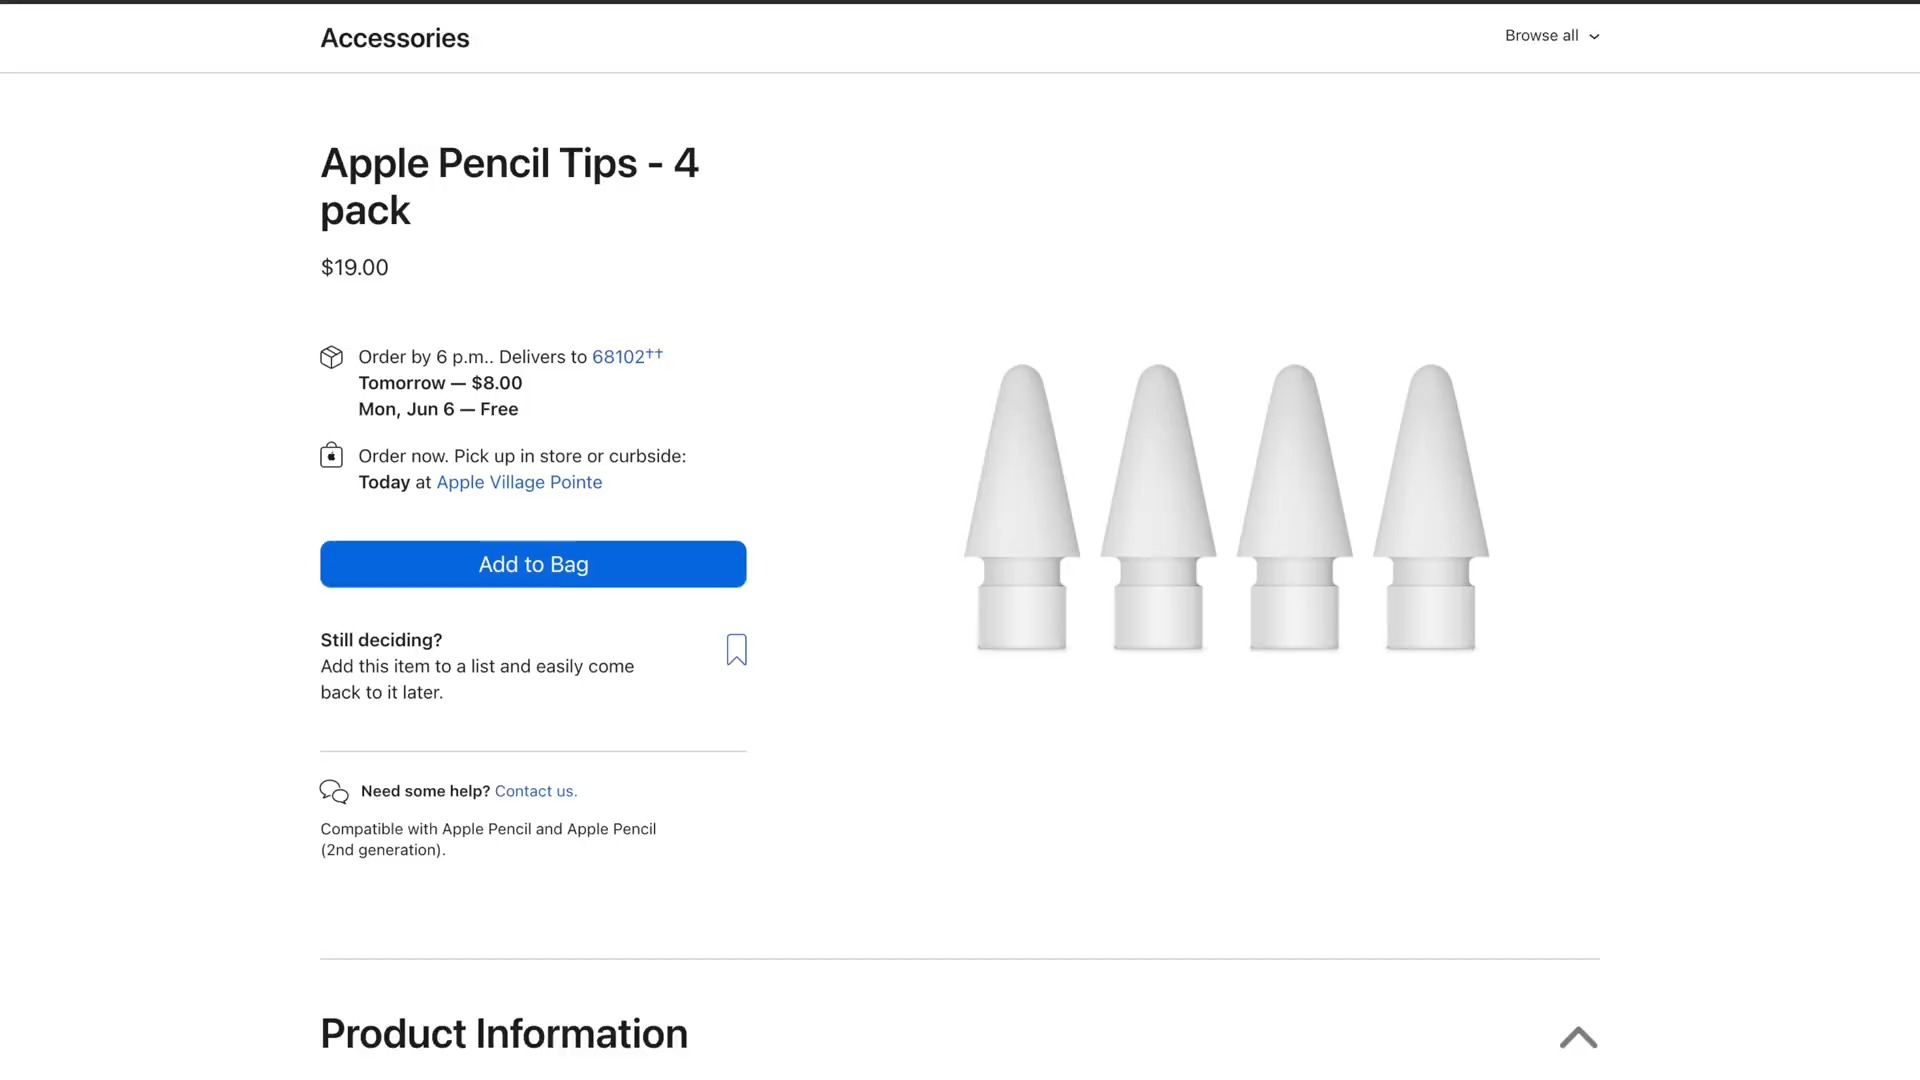 Accessories
Browse all
Apple Pencil Tips - 4
pack
$19.00
Order by 6 p.m.. Delivers to 68102††
Tomorrow — $8.00
Mon, Jun 6 — Free
Order now. Pick up in store or curbside:
Today at Apple Village Pointe
Add to Bag
Still deciding?
Add this item to a list and easily come
back to it later.
Need some help? Contact us.
Compatible with Apple Pencil and Apple Pencil
(2nd generation).
Product Information